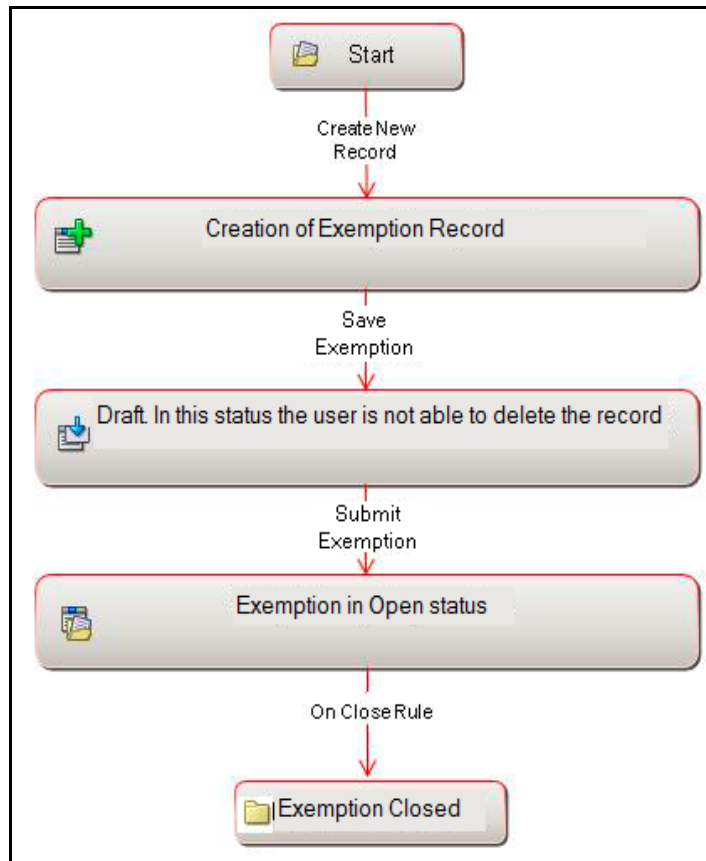 Start
Create New
Record
Creation of Exemption Record
Save
Exemption
Draft. In this status the user is not able to delete the record
Submit
Exemption
Exemption in Open status
On Close Rule
Exemption Closed